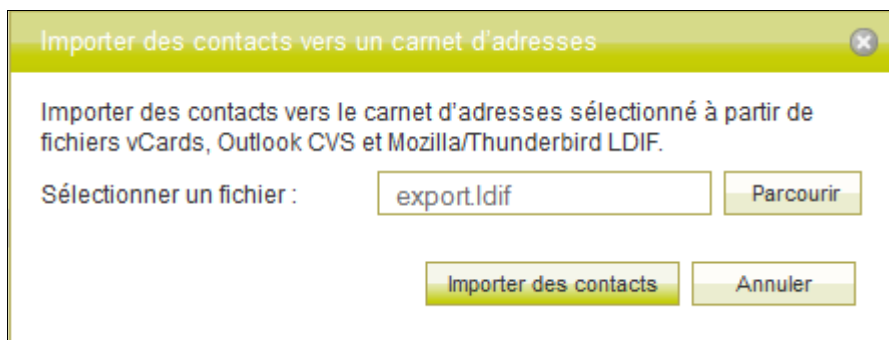 Importer des contacts vers un carnet d'adresses
Importer des contacts vers le carnet d'adresses sélectionné à partir de
fichiers vCards, Outlook CVS et Mozilla/Thunderbird LDIF.
Sélectionner un fichier : export.ldif Parcourir
Importer des contacts Annuler